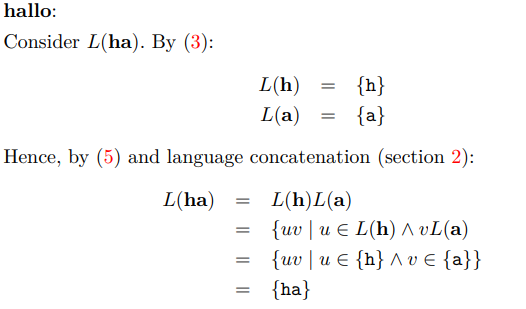 hallo:
Consider L(ha). By (3):
L(h) = {h}
L(a) = {a}
Hence, by (5) and language concatenation (section 2):
L(ha) = L(h)L(a)
= {uv | u ∈ L(h) ∧ vL(a)
= {uv | u ∈ {h} ∧ v ∈ {a}}
= {ha}